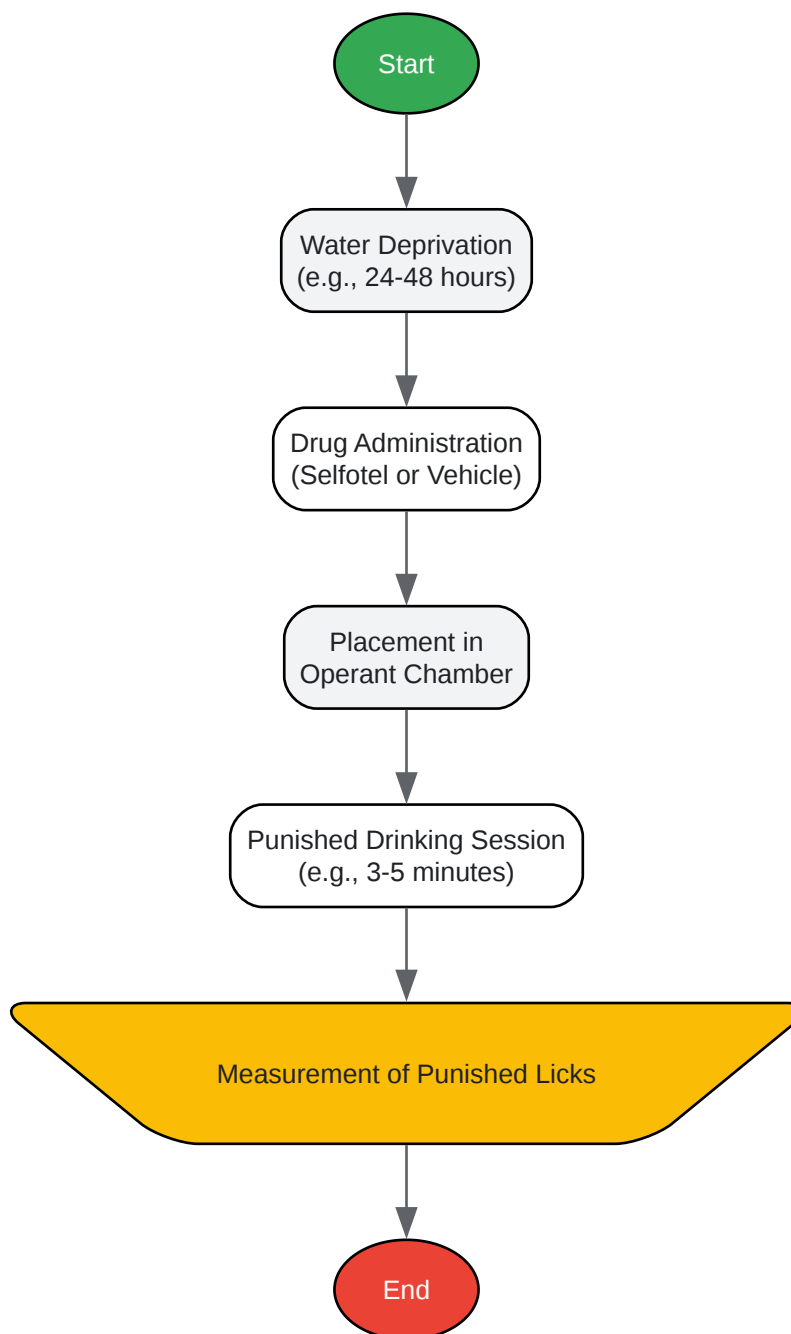 Start
Water Deprivation
(e.g., 24-48 hours)
Drug Administration
(Selfotel or Vehicle)
Placement in
Operant Chamber
Punished Drinking Session
(e.g., 3-5 minutes)
Measurement of Punished Licks
End